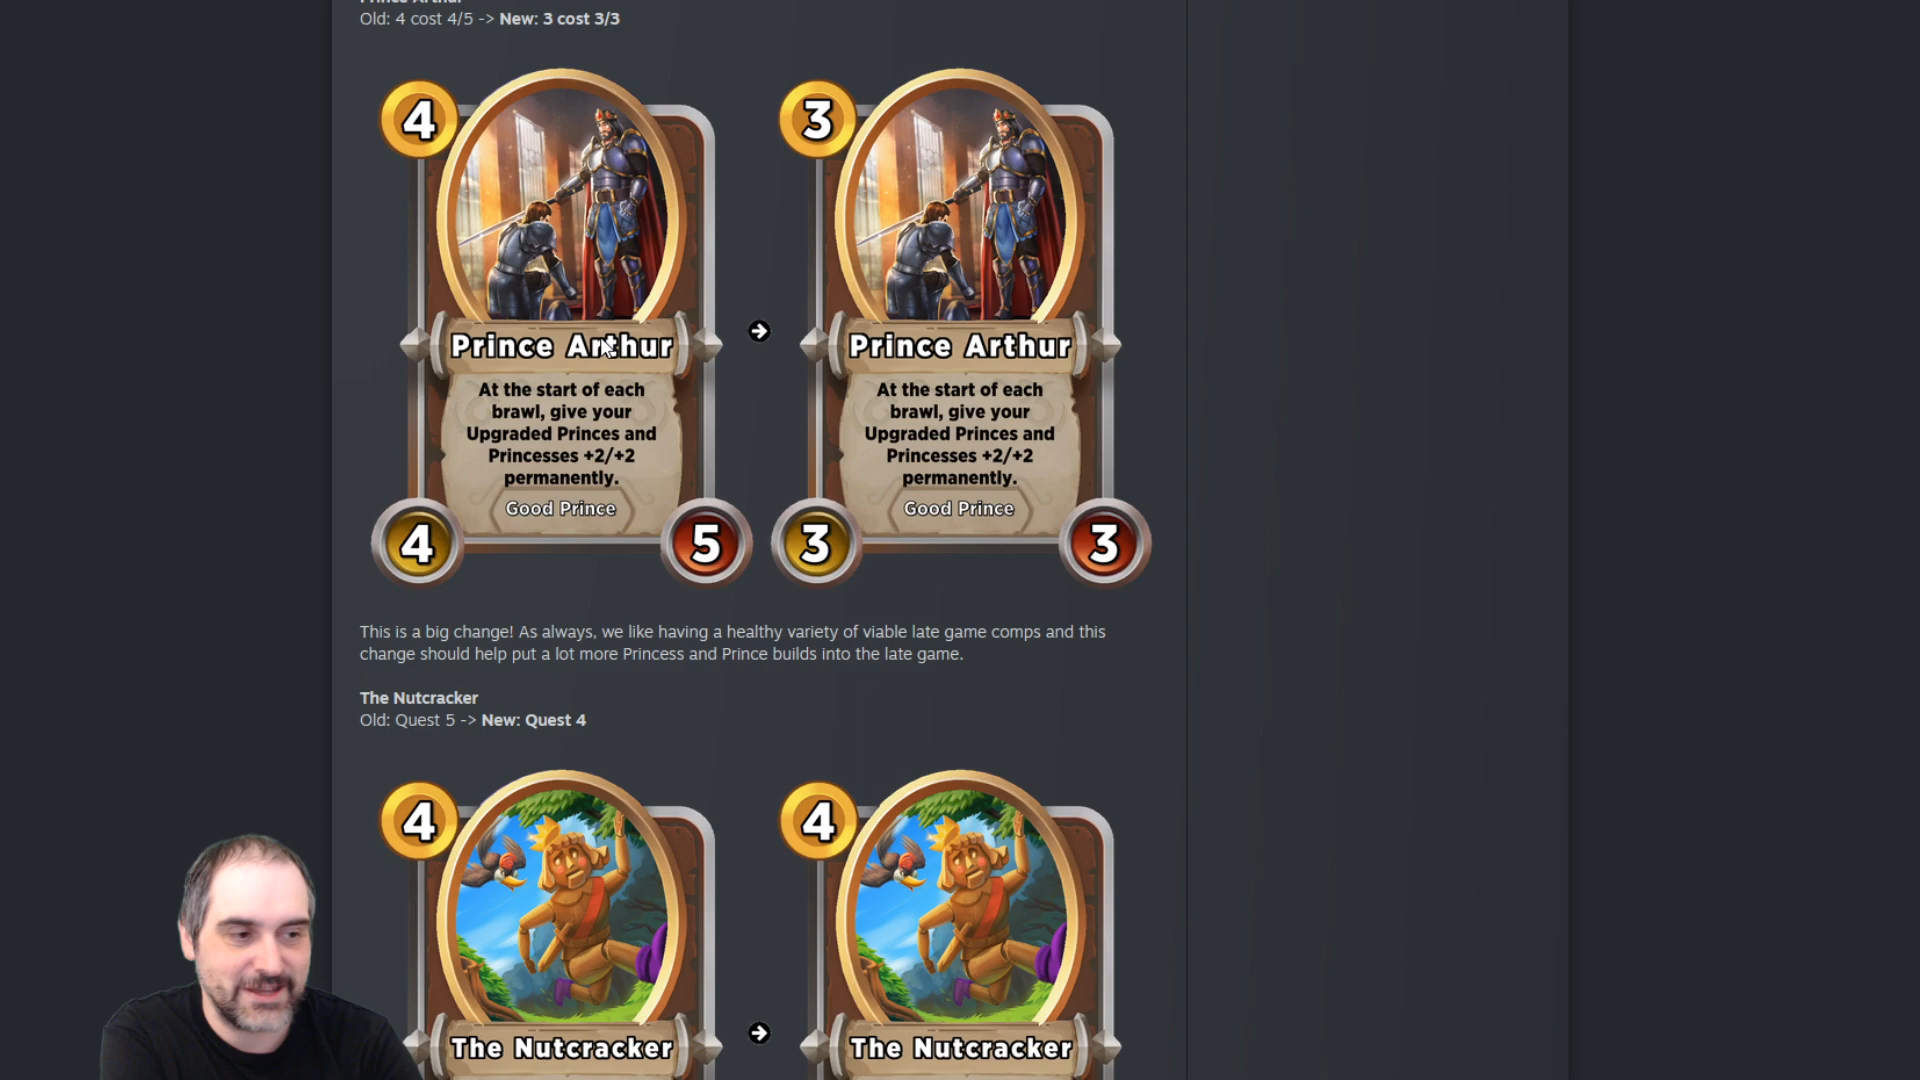 Prince Arthur
Old: 4 cost 4/5 -> New: 3 cost 3/3
4
3
Prince Arthur
Prince Arthur
At the start of each
brawl, give your
Upgraded Princes and
Princesses +2/+2
permanently.
Good Prince
4
5
At the start of each
brawl, give your
Upgraded Princes and
Princesses +2/+2
permanently.
Good Prince
3
3
This is a big change! As always, we like having a healthy variety of viable late game comps and this
change should help put a lot more Princess and Prince builds into the late game.
The Nutcracker
Old: Quest 5 -> New: Quest 4
4
4
The Nutcracker
The Nutcracker